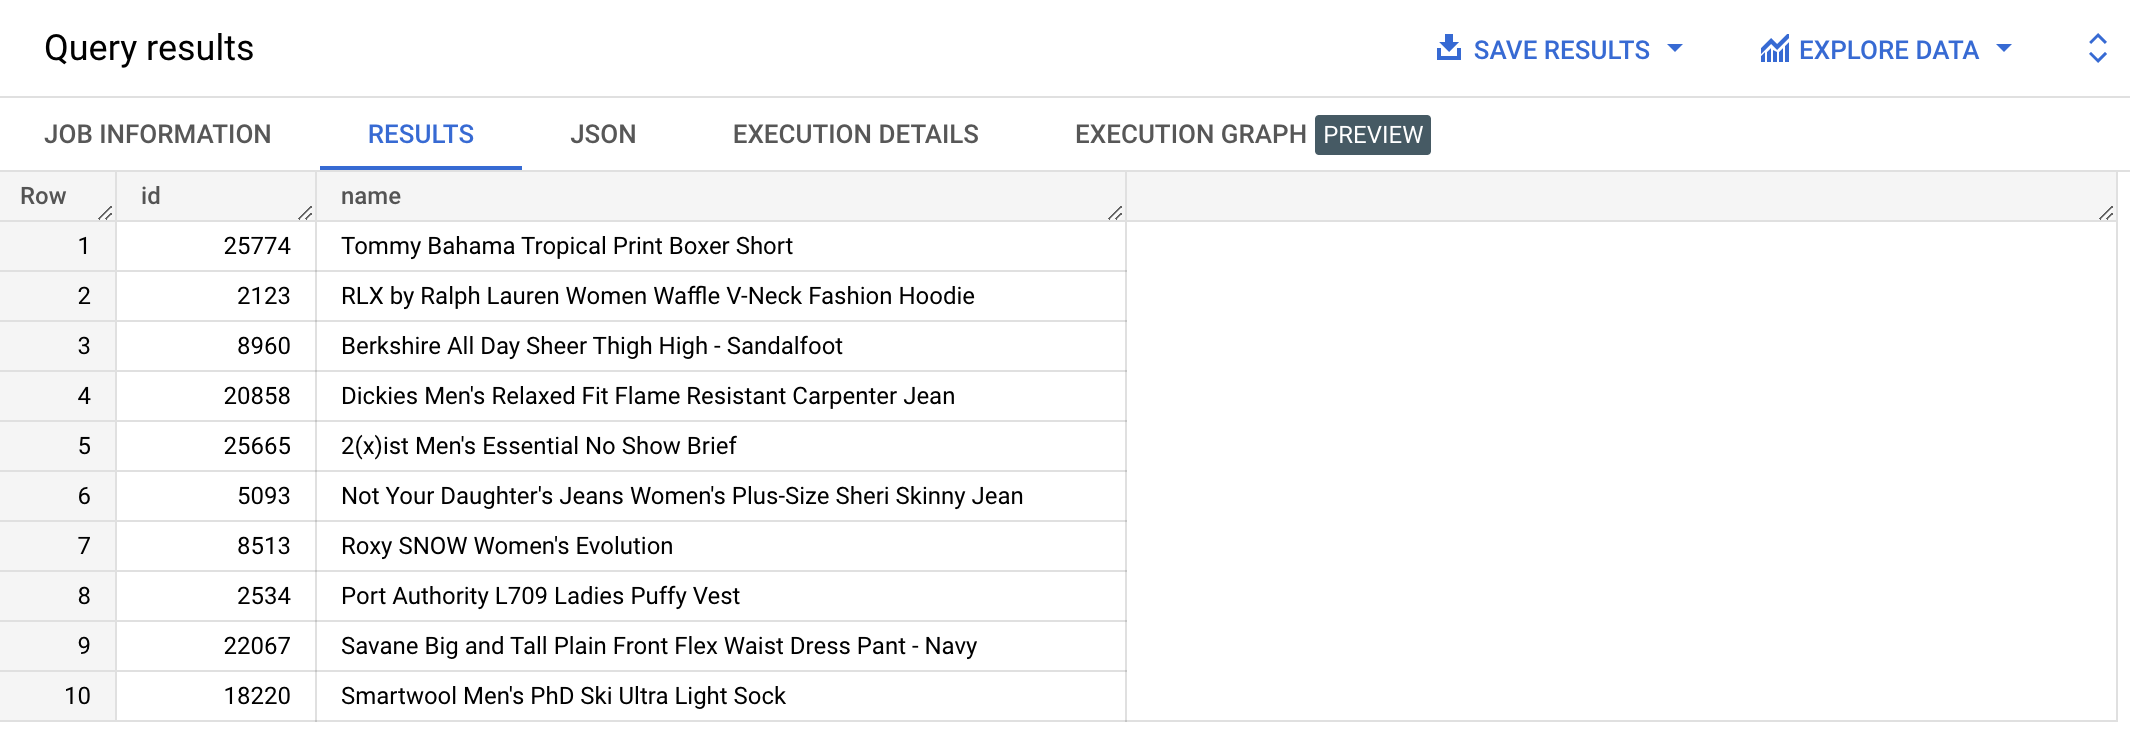 Query results SAVE RESULTS EXPLORE DATA
JOB INFORMATION RESULTS JSON EXECUTION DETAILS EXECUTION GRAPH PREVIEW
Row id name
1 25774 Tommy Bahama Tropical Print Boxer Short
2 2123 RLX by Ralph Lauren Women Waffle V-Neck Fashion Hoodie
3 8960 Berkshire All Day Sheer Thigh High - Sandalfoot
4 20858 Dickies Men's Relaxed Fit Flame Resistant Carpenter Jean
5 25665 2(x)ist Men's Essential No Show Brief
6 5093 Not Your Daughter's Jeans Women's Plus-Size Sheri Skinny Jean
7 8513 Roxy SNOW Women's Evolution
8 2534 Port Authority L709 Ladies Puffy Vest
9 22067 Savane Big and Tall Plain Front Flex Waist Dress Pant - Navy
10 18220 Smartwool Men's PhD Ski Ultra Light Sock